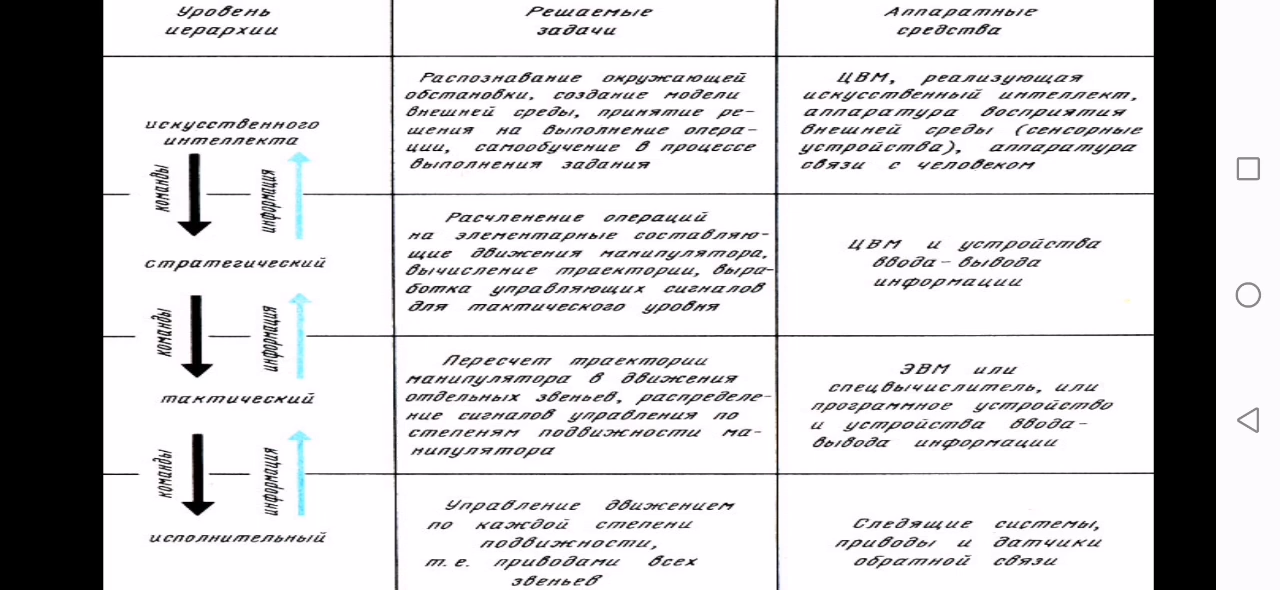 Уровень
иерархии
Решаемые
задачи
Аппаратные
средства
искусственного
интеллекта
Распознавание окружающей
обстановки, создание модели
внешней среды, принятие ре-
шения на выполнение опера-
ции, самообучение в процессе
выполнения задания
ЦВМ, реализующая
искусственный интеллект,
аппаратура восприятия
внешней среды (сенсорные
устройства), аппаратура
связи с человеком
команды
информация
стратегический
Расчленение операций
на элементарные составляю-
щие движения манипулятора,
вычисление траектории, выра-
ботка управляющих сигналов
для тактического уровня
ЦВМ и устройства
ввода-вывода
информации
команды
информация
тактический
Пересчет траектории
манипулятора в движения
отдельных звеньев, распределе-
ние сигналов управления по
степеням подвижности ма-
нипулятора
ЭВМ или
спецвычислитель, или
программное устройство
и устройства ввода-
вывода информации
команды
информация
исполнительный
Управление движением
по каждой степени
подвижности,
т.е. приводами всех
звеньев
Следящие системы,
приводы и датчики
обратной связи